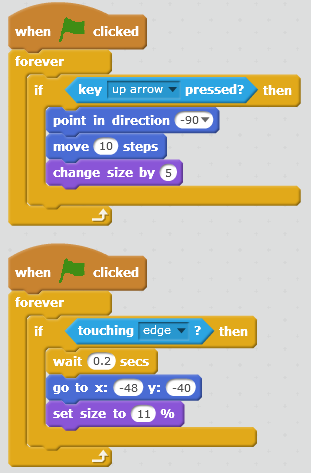 when clicked
forever
if key up arrow pressed? then
point in direction -90
move 10 steps
change size by 5
when clicked
forever
if touching edge ? then
wait 0.2 secs
go to x: -48 y: -40
set size to 11 %